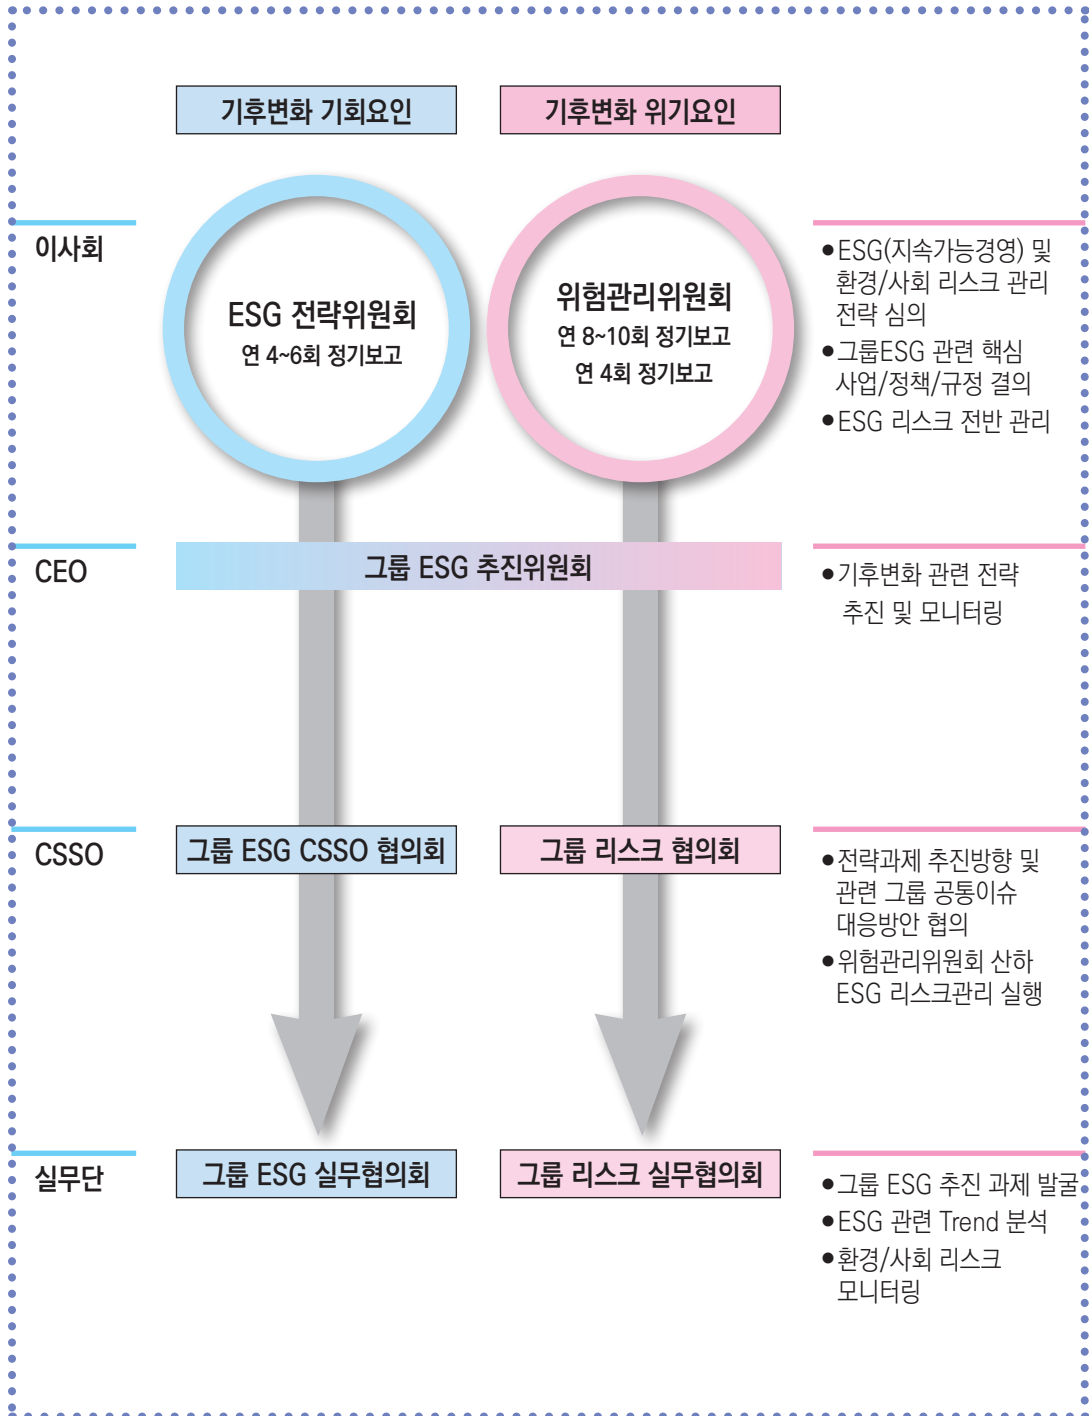 기후변화 기회요인
기후변화 위기요인
이사회
ESG 전략위원회
연 4~6회 정기보고
위험관리위원회
연 8~10회 정기보고
연 4회 정기보고
●ESG(지속가능경영) 및
환경/사회 리스크 관리
전략 심의
●그룹ESG 관련 핵심
사업/정책/규정 결의
●ESG 리스크 전반 관리
CEO
그룹 ESG 추진위원회
●기후변화 관련 전략
추진 및 모니터링
CSSO
그룹 ESG CSSO 협의회
그룹 리스크 협의회
●전략과제 추진방향 및
관련 그룹 공통이슈
대응방안 협의
●위험관리위원회 산하
ESG 리스크관리 실행
실무단
그룹 ESG 실무협의회
그룹 리스크 실무협의회
●그룹 ESG 추진 과제 발굴
●ESG 관련 Trend 분석
●환경/사회 리스크
모니터링